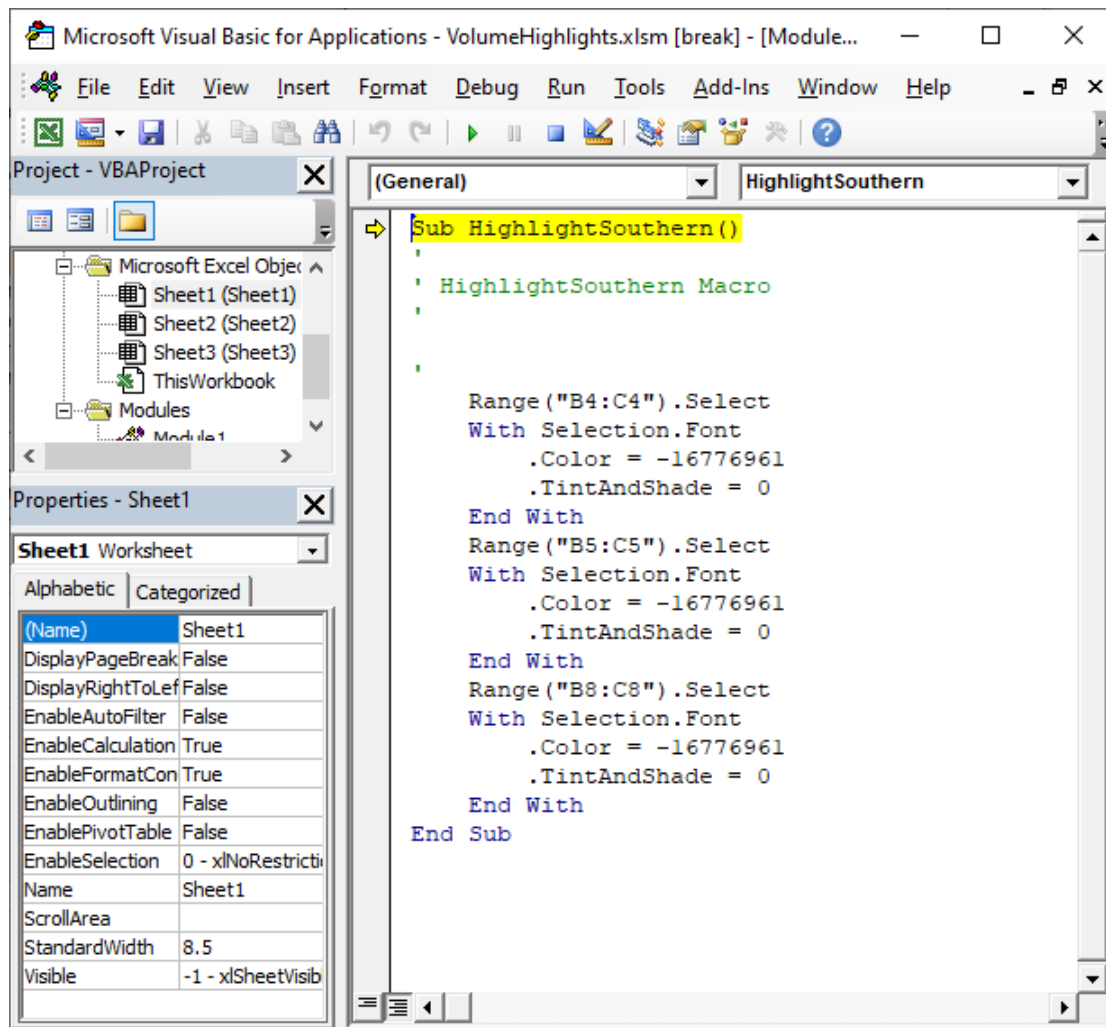 Microsoft Visual Basic for Applications - VolumeHighlights.xlsm [break] - [Module...
File Edit View Insert Format Debug Run Tools Add-Ins Window Help
Project - VBAProject
Microsoft Excel Objec
Sheet1 (Sheet1)
Sheet2 (Sheet2)
Sheet3 (Sheet3)
ThisWorkbook
Modules
Module1
Properties - Sheet1
Sheet1 Worksheet
Alphabetic Categorized
(Name) Sheet1
DisplayPageBreak False
DisplayRightToLef False
EnableAutoFilter False
EnableCalculation True
EnableFormatCon True
EnableOutlining False
EnablePivotTable False
EnableSelection 0 - xlNoRestricti
Name Sheet1
ScrollArea
StandardWidth 8.5
Visible -1 - xlSheetVisib
(General) HighlightSouthern
Sub HighlightSouthern()
'
' HighlightSouthern Macro
'
'
Range("B4:C4").Select
With Selection.Font
.Color = -16776961
.TintAndShade = 0
End With
Range("B5:C5").Select
With Selection.Font
.Color = -16776961
.TintAndShade = 0
End With
Range("B8:C8").Select
With Selection.Font
.Color = -16776961
.TintAndShade = 0
End With
End Sub